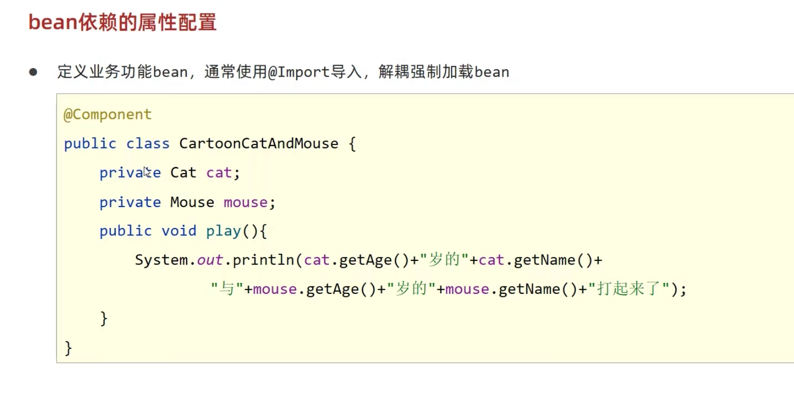 bean依赖的属性配置
● 定义业务功能bean，通常使用@Import导入，解耦强制加载bean
@Component
public class CartoonCatAndMouse {
    private Cat cat;
    private Mouse mouse;
    public void play(){
        System.out.println(cat.getAge()+"岁的"+cat.getName()+
                "与"+mouse.getAge()+"岁的"+mouse.getName()+"打起来了");
    }
}